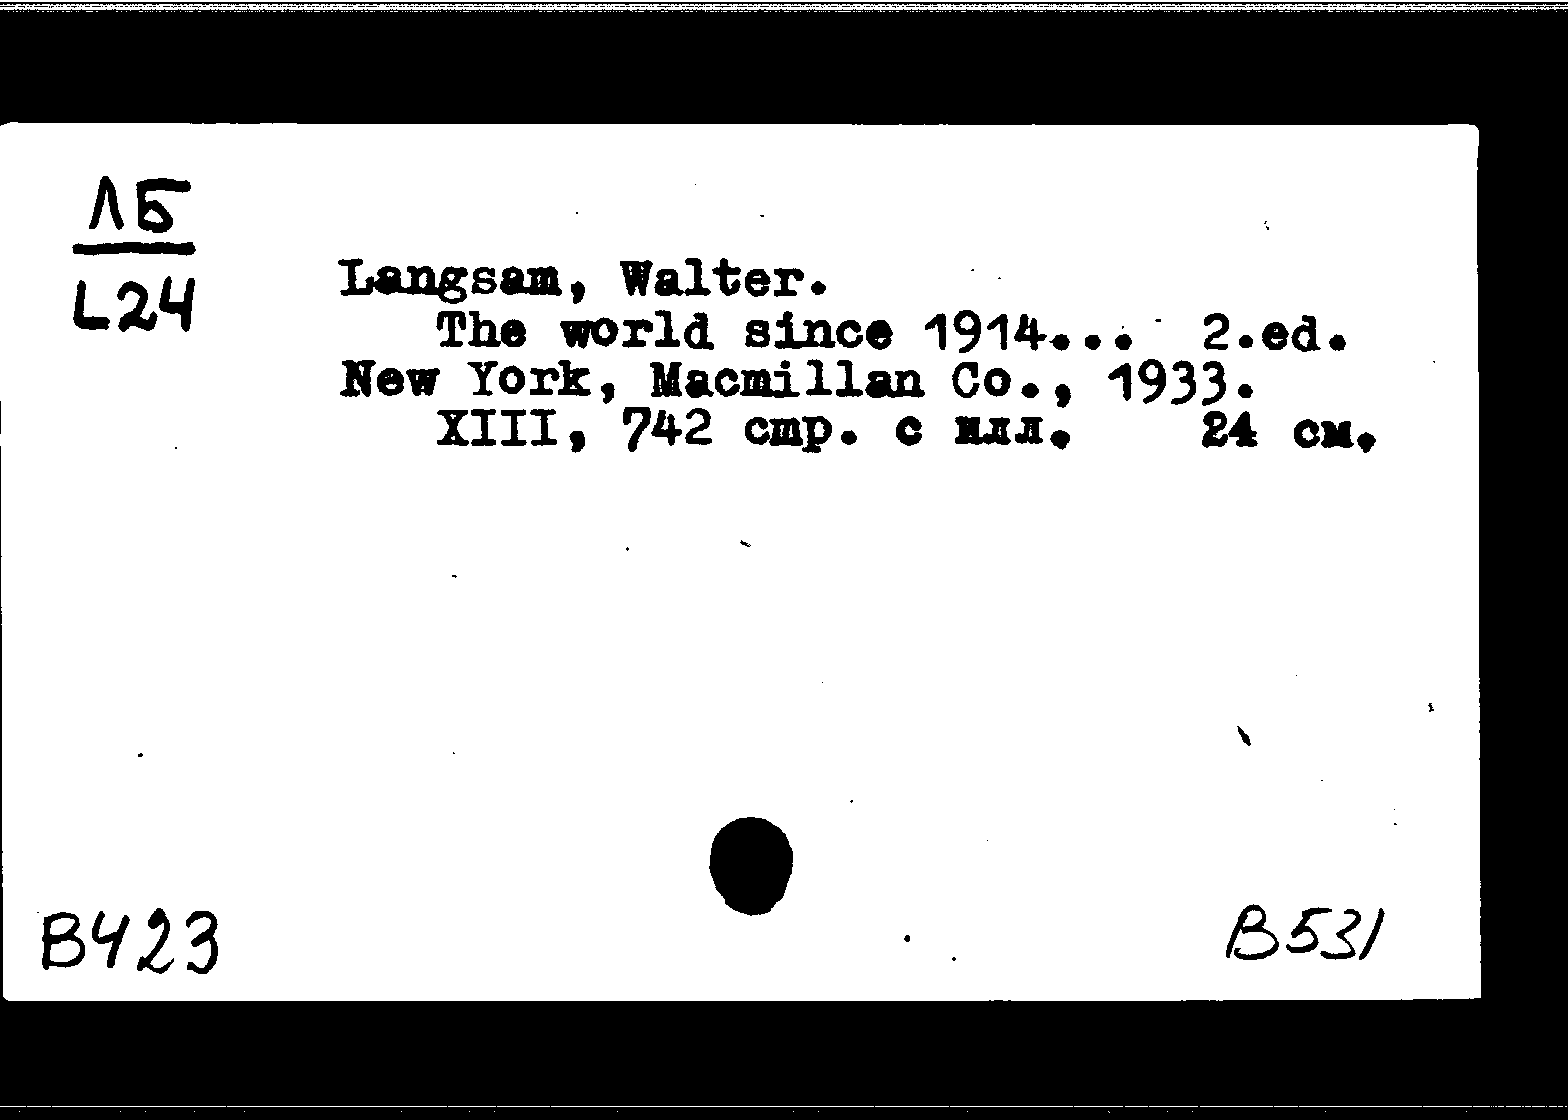 ЛБ
L24
Langsam, Walter.
The world since 1914... 2.ed.
New York, Macmillan Co., 1933.
XIII, 742 стр. с илл. 24 см.
B423
B531